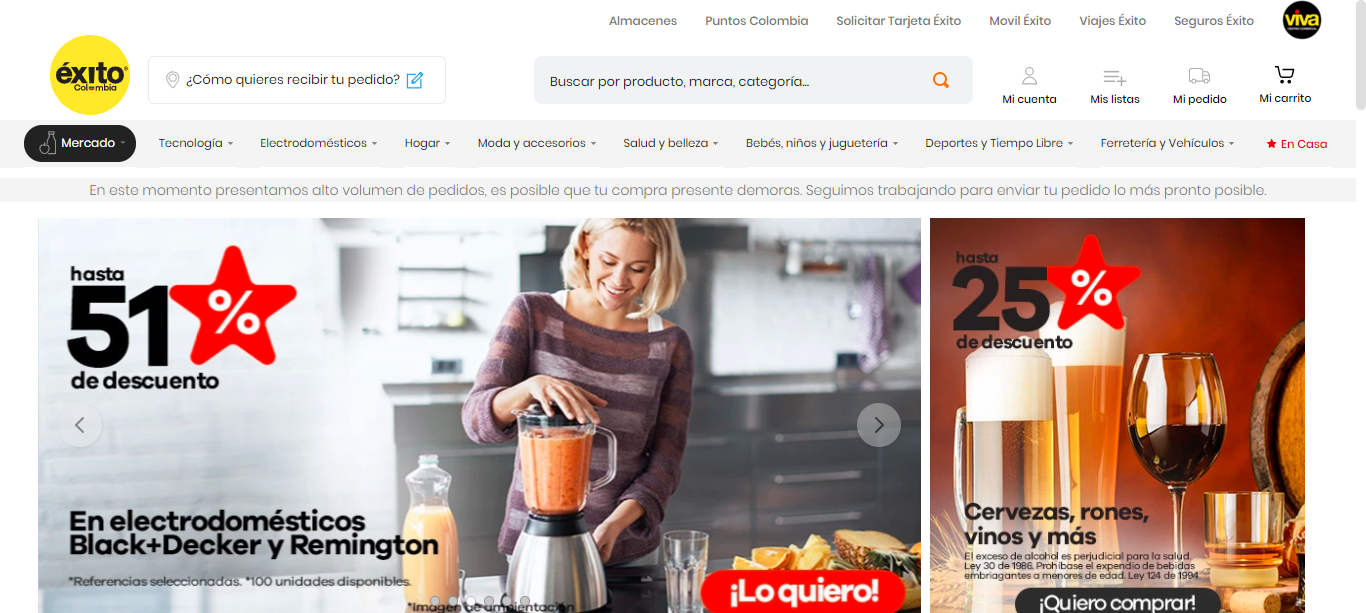 Almacenes Puntos Colombia Solicitar Tarjeta Éxito Movil Éxito Viajes Éxito Seguros Éxito viva
éxito
Colombia
¿Cómo quieres recibir tu pedido?
Buscar por producto, marca, categoría...
Mi cuenta Mis listas Mi pedido Mi carrito
Mercado Tecnología Electrodomésticos Hogar Moda y accesorios Salud y belleza Bebés, niños y juguetería Deportes y Tiempo Libre Ferretería y Vehículos En Casa
En este momento presentamos alto volumen de pedidos, es posible que tu compra presente demoras. Seguimos trabajando para enviar tu pedido lo más pronto posible.
hasta
51%
de descuento
En electrodomésticos
Black+Decker y Remington
*Referencias seleccionadas. *100 unidades disponibles.
*Imagen de ambientación
¡Lo quiero!
hasta
25%
de descuento
Cervezas, rones,
vinos y más
El exceso de alcohol es perjudicial para la salud.
Ley 30 de 1986. Prohíbase el expendio de bebidas
embriagantes a menores de edad. Ley 124 de 1994.
¡Quiero comprar!